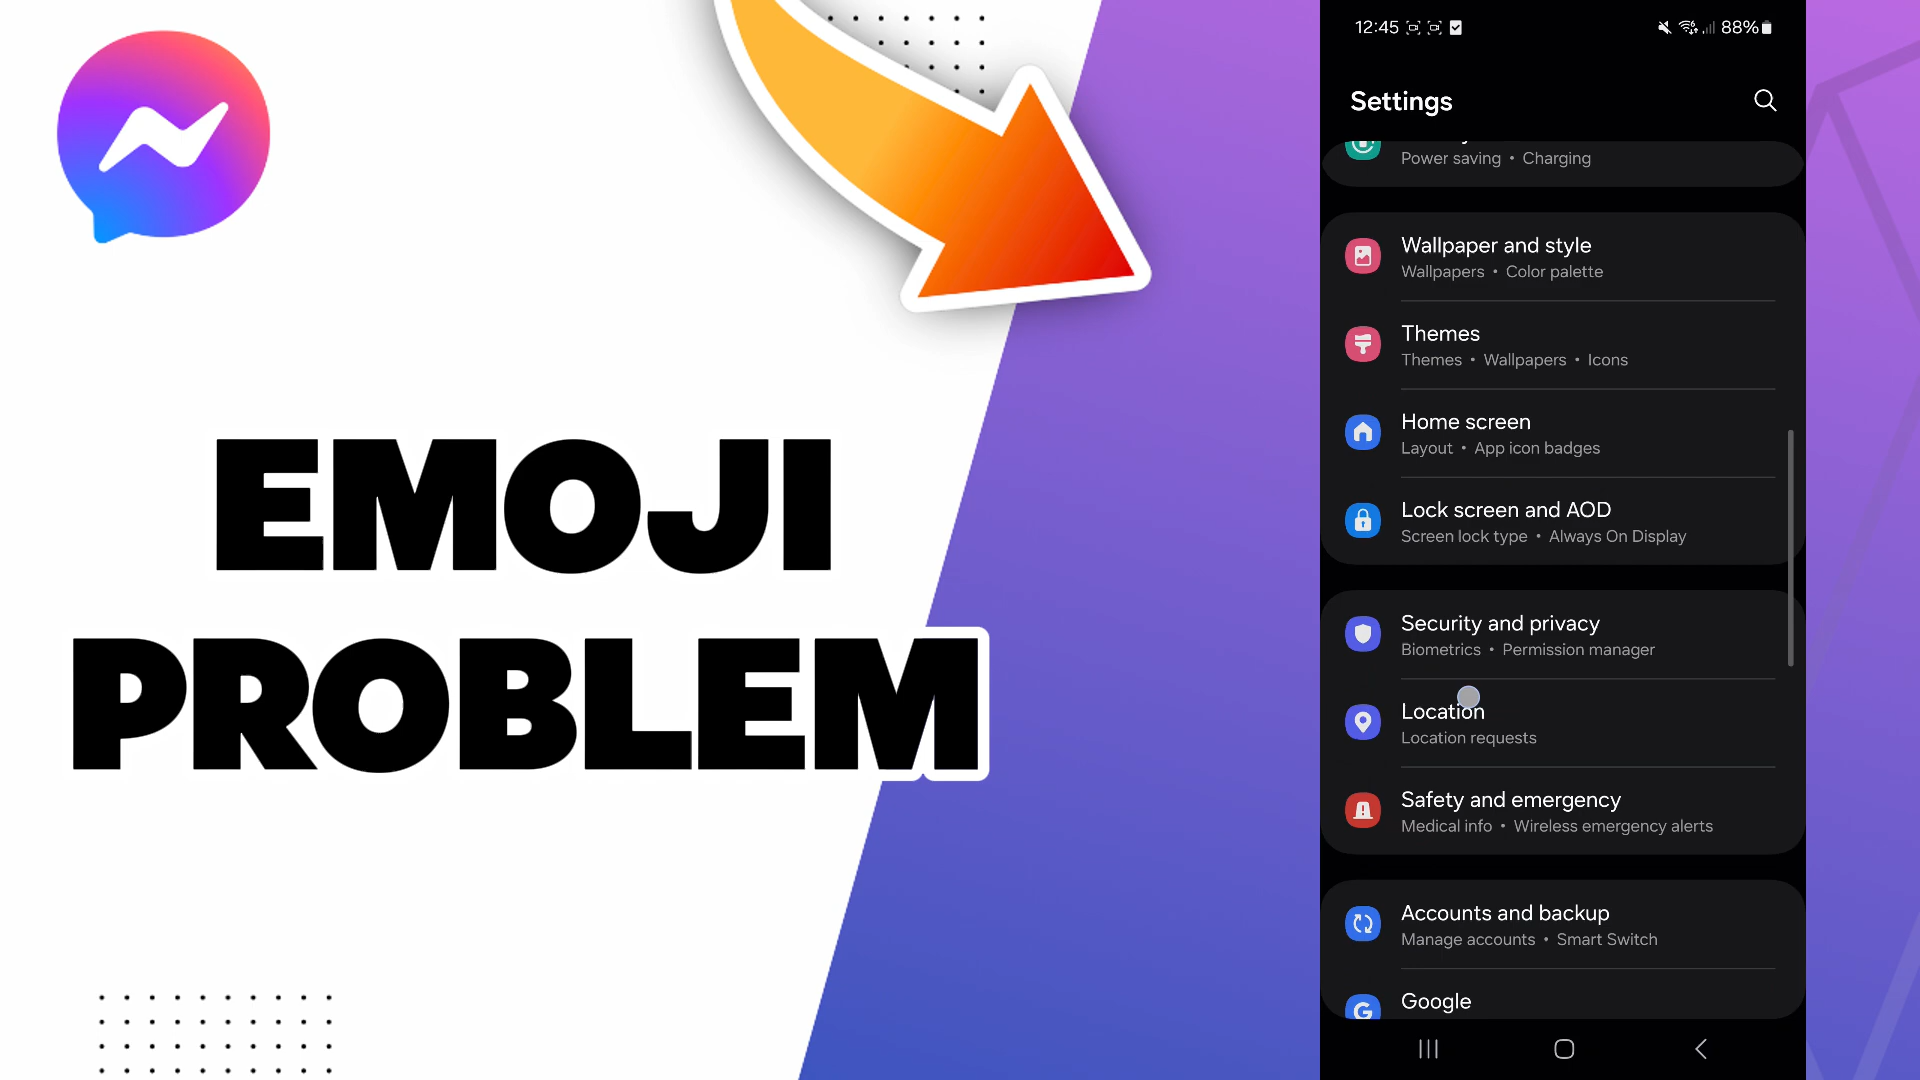 EMOJI
PROBLEM
12:45
88%
Settings
Power saving • Charging
Wallpaper and style
Wallpapers • Color palette
Themes
Themes • Wallpapers • Icons
Home screen
Layout • App icon badges
Lock screen and AOD
Screen lock type • Always On Display
Security and privacy
Biometrics • Permission manager
Location
Location requests
Safety and emergency
Medical info • Wireless emergency alerts
Accounts and backup
Manage accounts • Smart Switch
Google